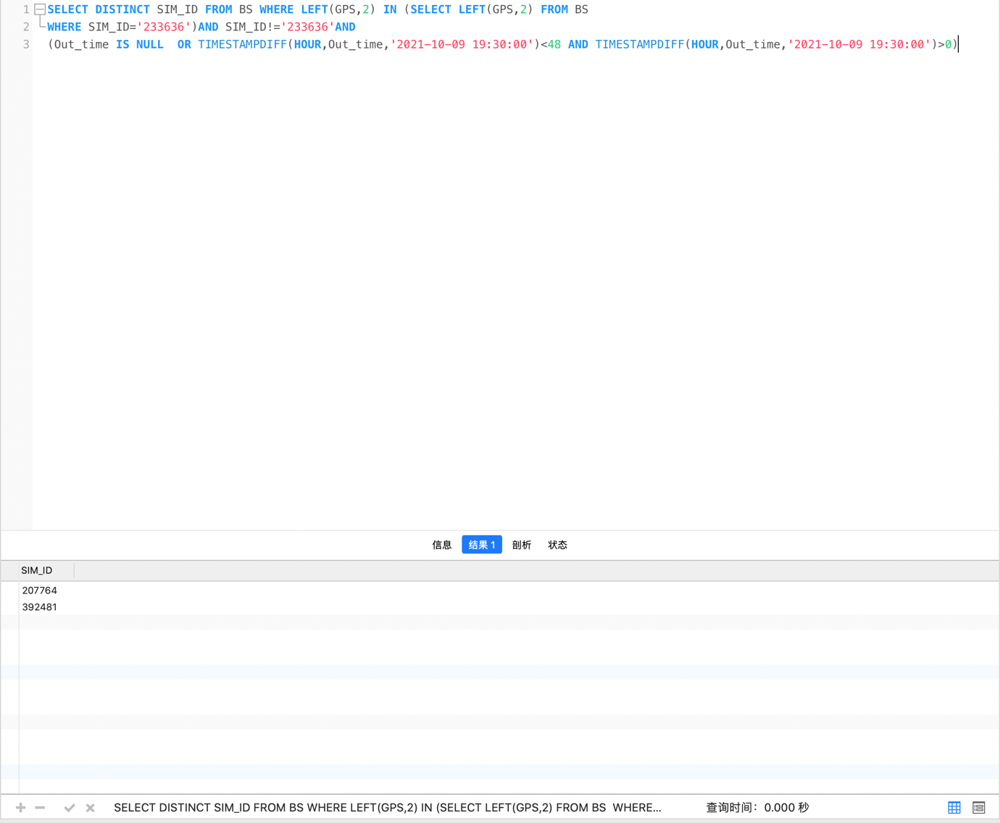 1 SELECT DISTINCT SIM_ID FROM BS WHERE LEFT(GPS,2) IN (SELECT LEFT(GPS,2) FROM BS
2 WHERE SIM_ID='233636')AND SIM_ID!='233636'AND
3 (Out_time IS NULL  OR TIMESTAMPDIFF(HOUR,Out_time,'2021-10-09 19:30:00')<48 AND TIMESTAMPDIFF(HOUR,Out_time,'2021-10-09 19:30:00')>0)
信息 结果 1 剖析 状态
SIM_ID
207764
392481
SELECT DISTINCT SIM_ID FROM BS WHERE LEFT(GPS,2) IN (SELECT LEFT(GPS,2) FROM BS  WHERE... 查询时间：0.000 秒